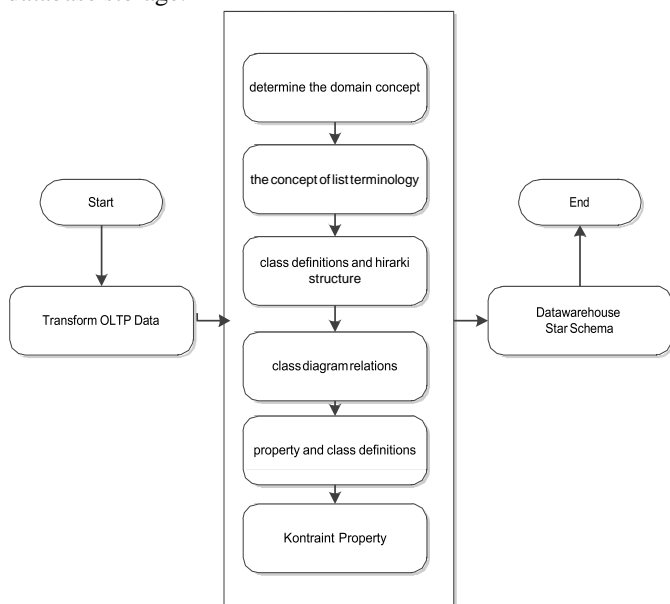 database storage.
Start
Transform OLTP Data
determine the domain concept
the concept of list terminology
class definitions and hirarki
structure
class diagram relations
property and class definitions
Kontraint Property
End
Datawarehouse
Star Schema